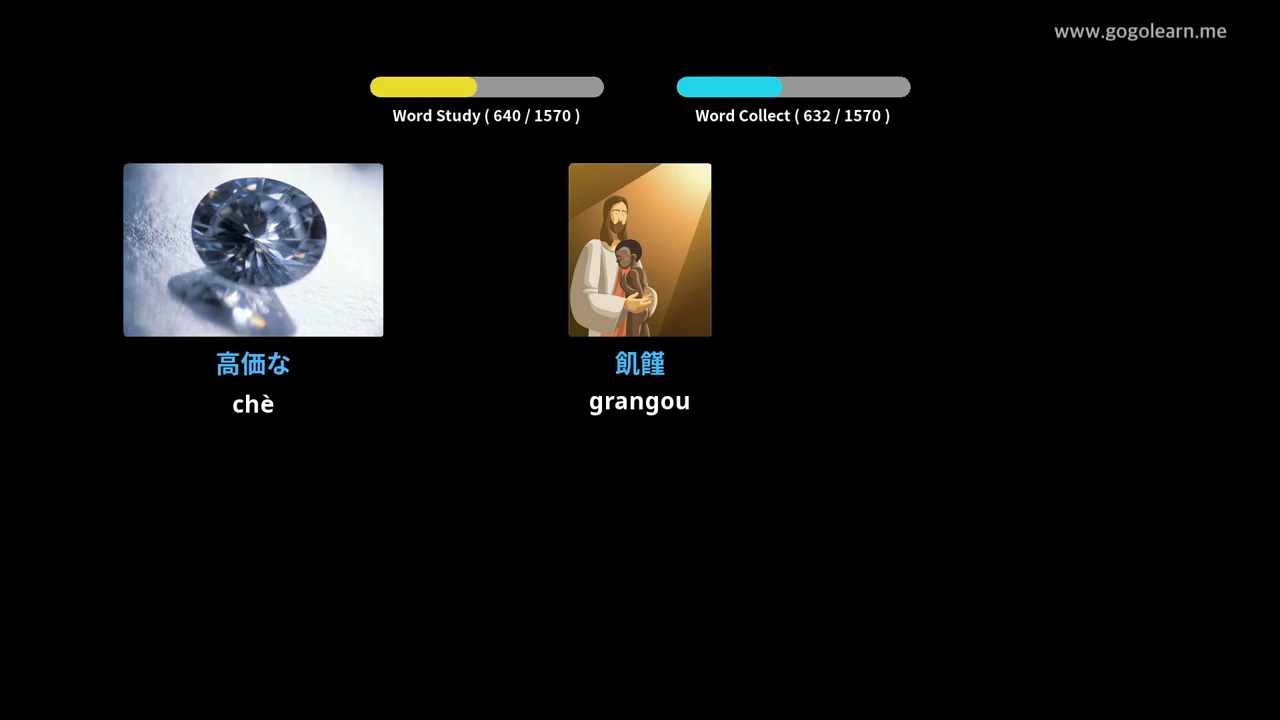 www.gogolearn.me
Word Study ( 640 / 1570 )
Word Collect ( 632 / 1570 )
高価な
chè
飢饉
grangou